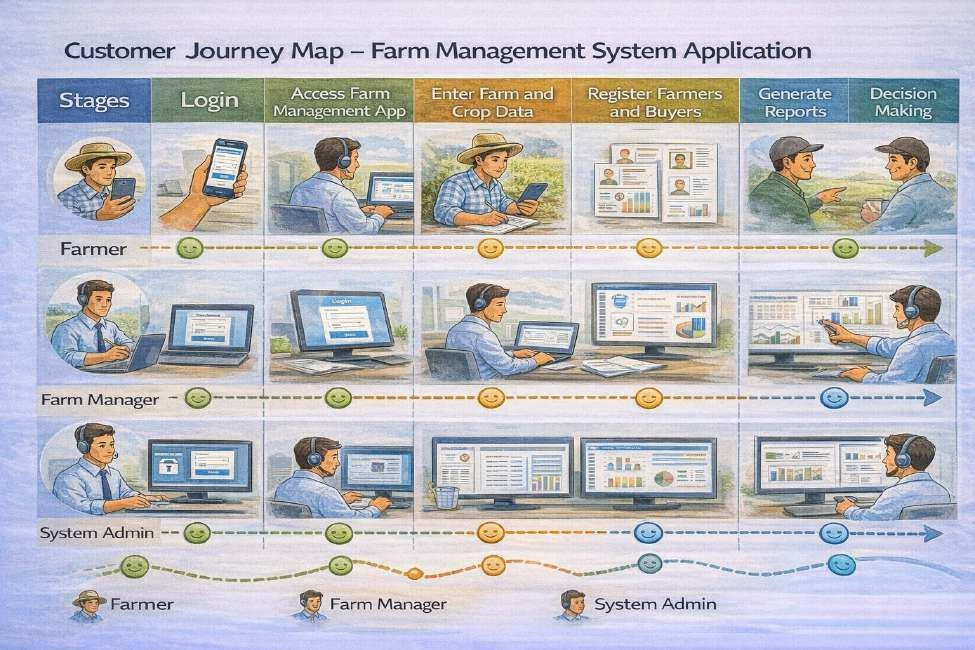 Customer Journey Map – Farm Management System Application
Stages
Login
Access Farm
Management App
Enter Farm and
Crop Data
Register Farmers
and Buyers
Generate
Reports
Decision
Making
Farmer
Login
Farm Manager
System Admin
Farmer
Farm Manager
System Admin